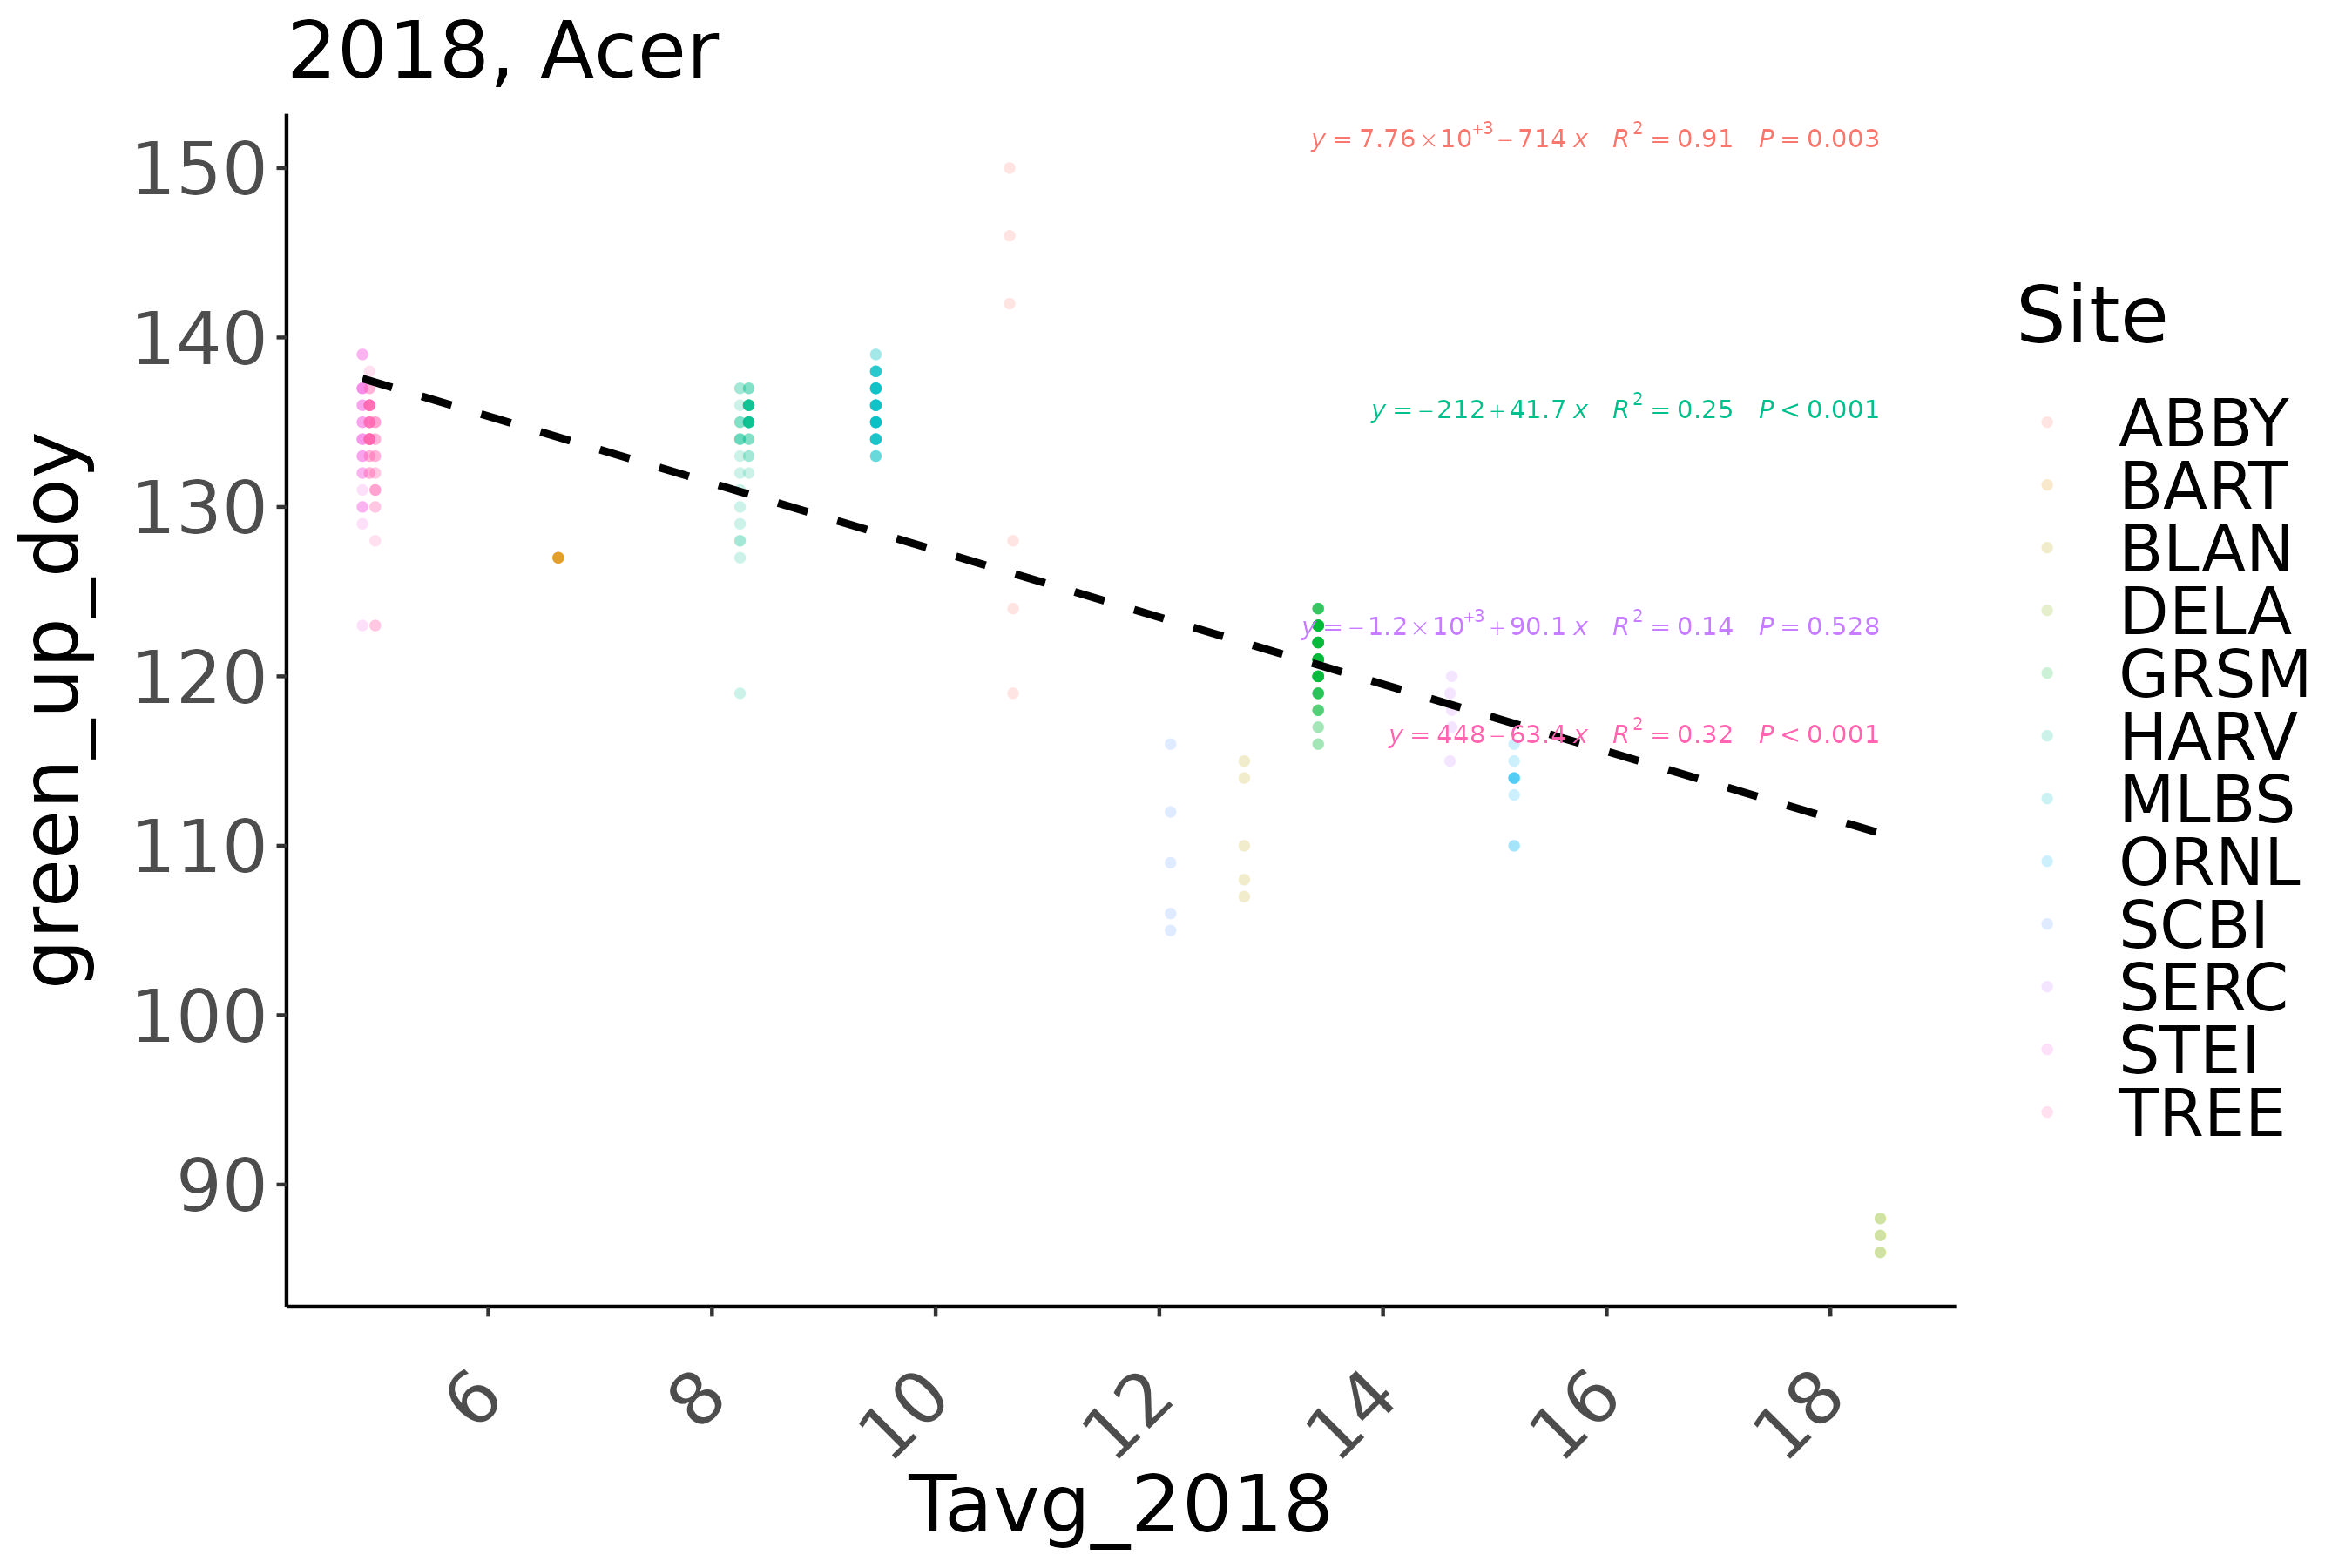 2018, Acer
y = 7.76×10⁺³ − 714 x R² = 0.91 P = 0.003
y = −212 + 41.7 x R² = 0.25 P < 0.001
y = −1.2×10⁺³ + 90.1 x R² = 0.14 P = 0.528
y = 448 − 63.4 x R² = 0.32 P < 0.001
150
140
130
120
110
100
90
green_up_doy
6
8
10
12
14
16
18
Tavg_2018
Site
ABBY
BART
BLAN
DELA
GRSM
HARV
MLBS
ORNL
SCBI
SERC
STEI
TREE